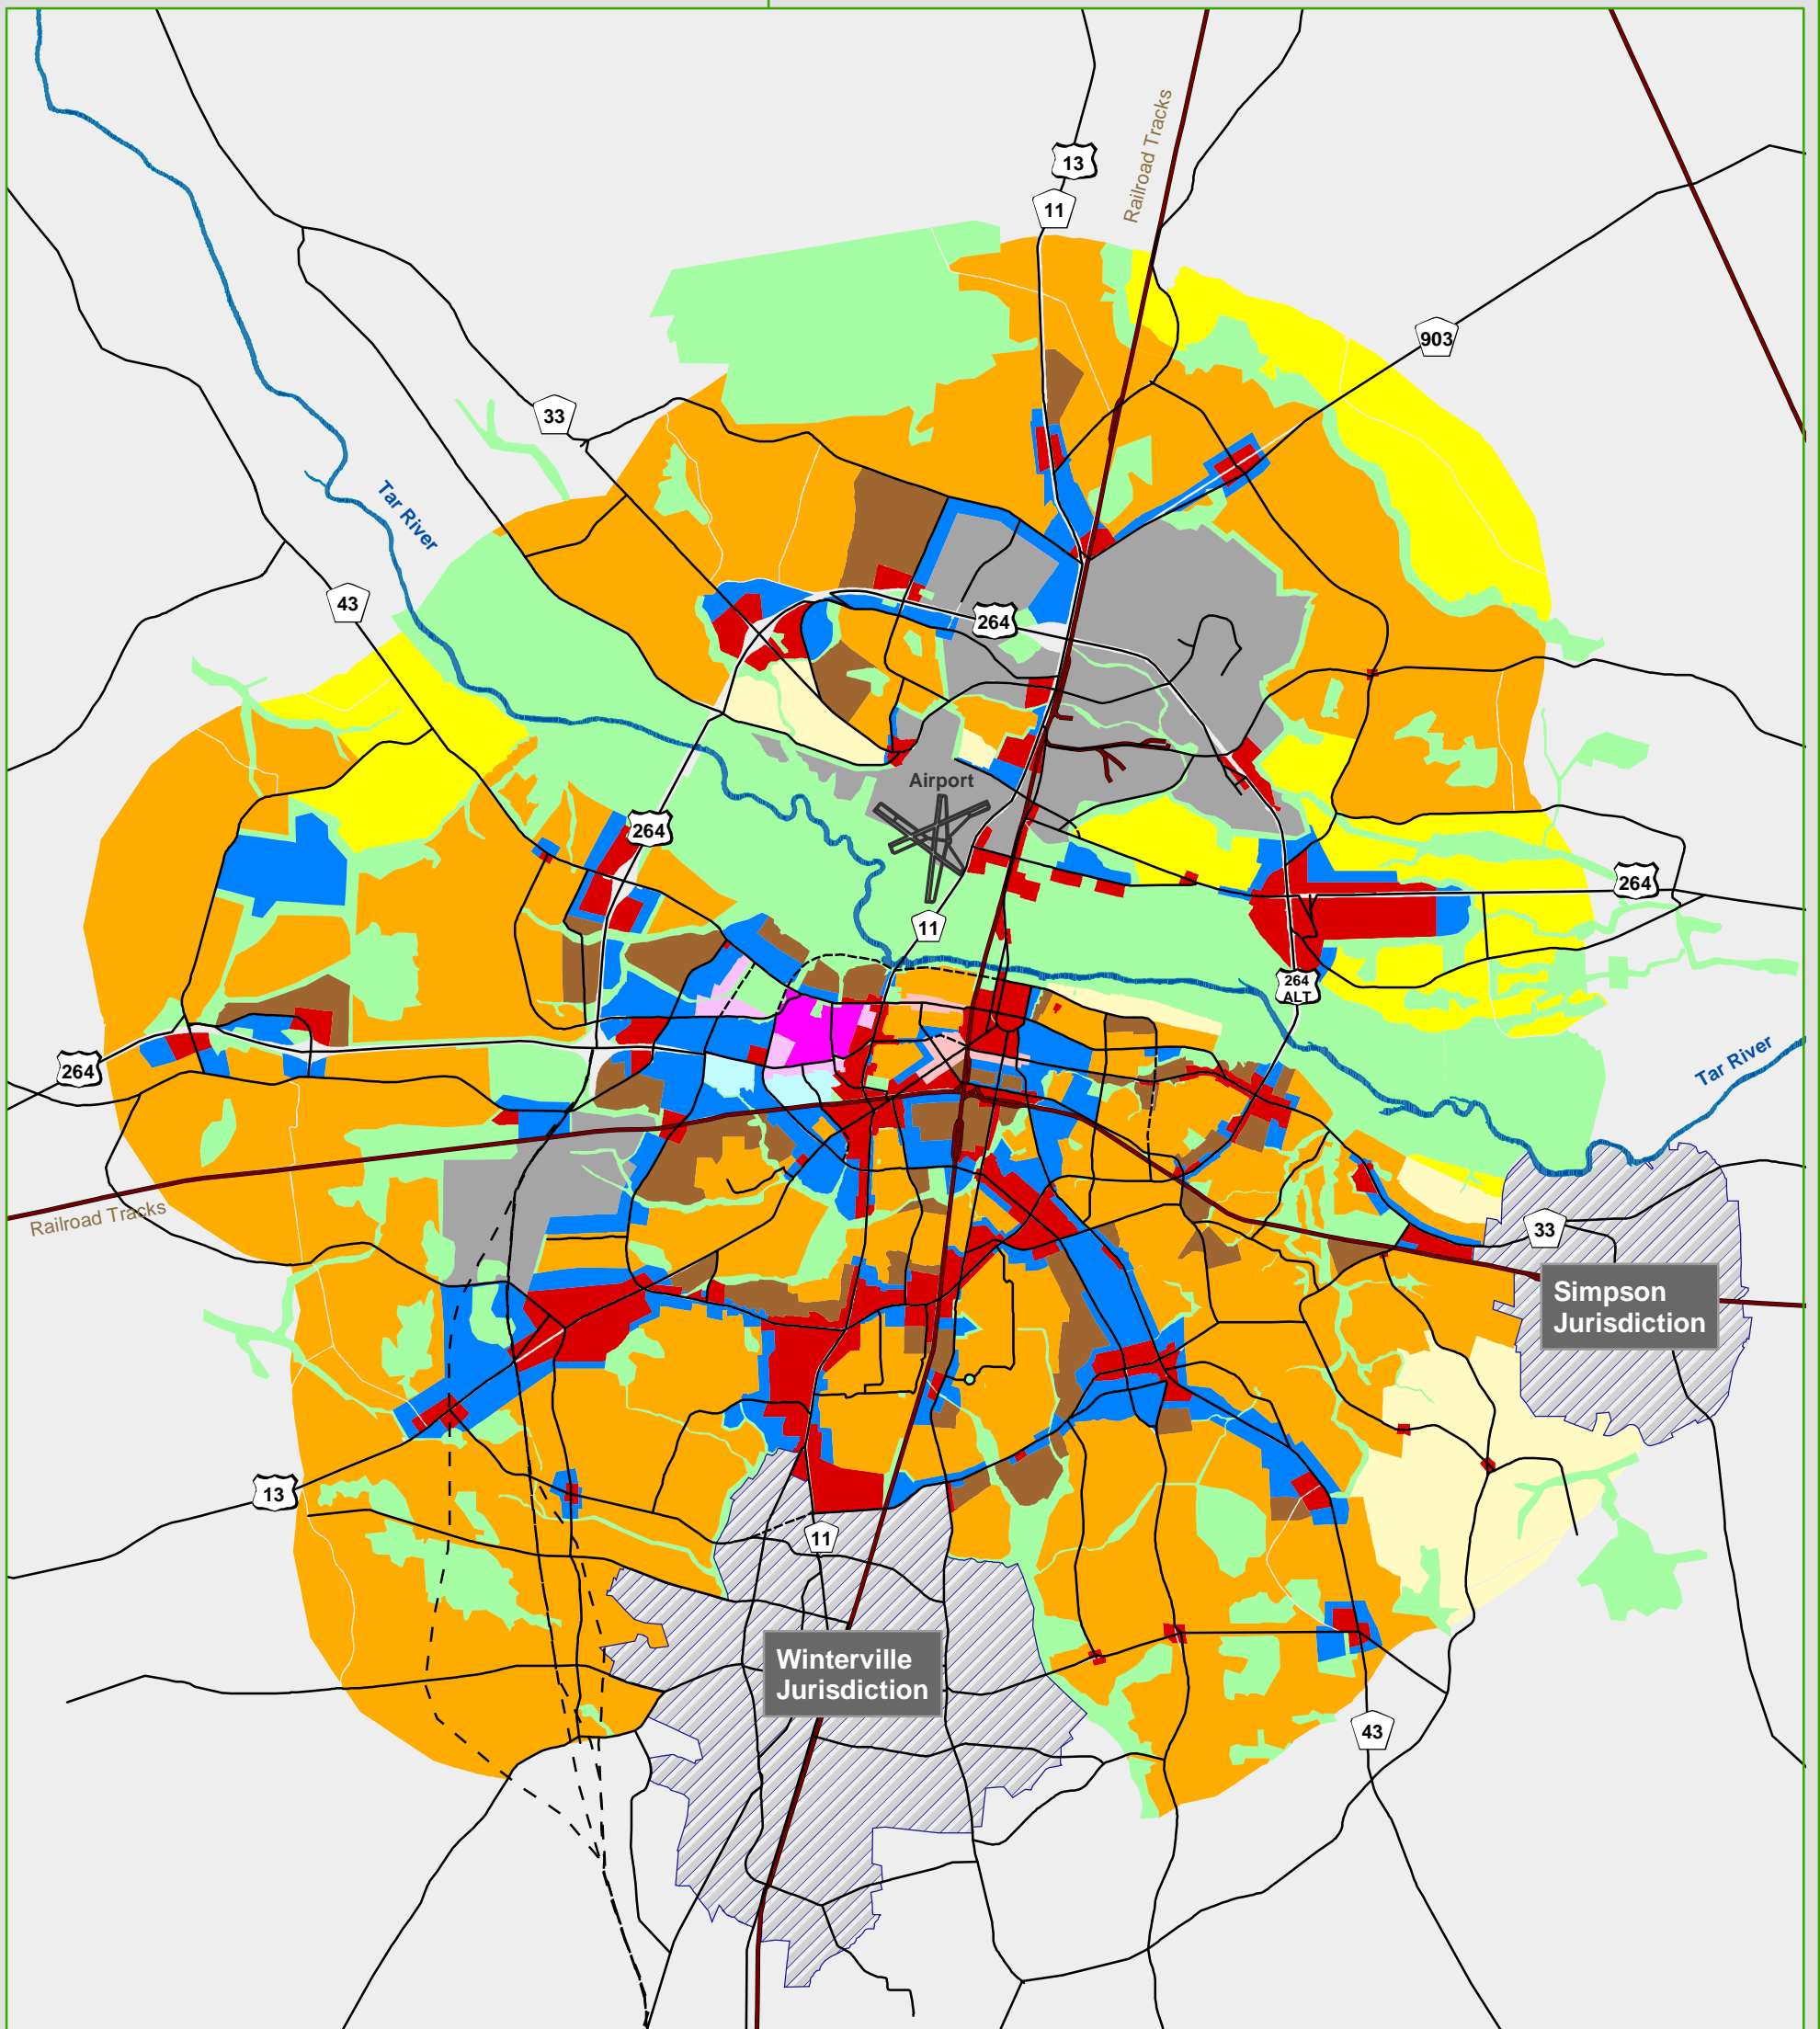 13
11
Railroad Tracks
903
33
Tar River
43
264
Airport
264
264
11
264
ALT
Tar River
264
Railroad Tracks
33
Simpson
Jurisdiction
13
11
Winterville
Jurisdiction
43